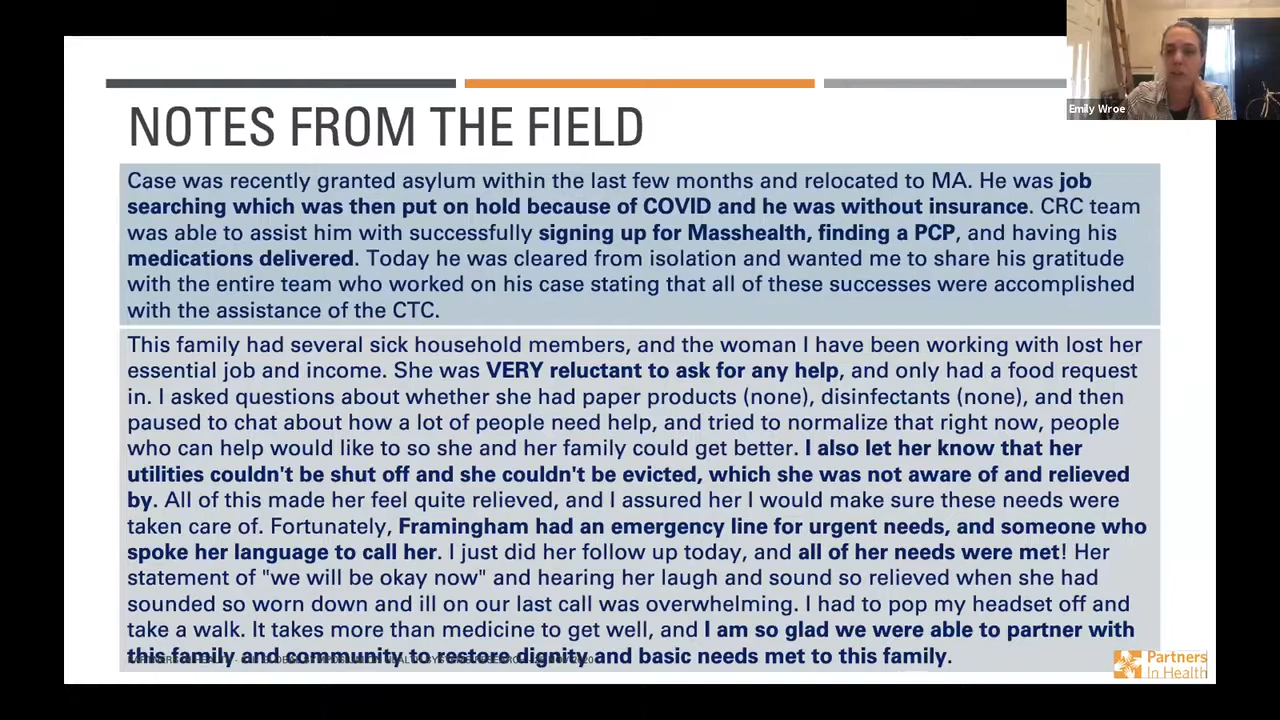 Emily Wroe
NOTES FROM THE FIELD
Case was recently granted asylum within the last few months and relocated to MA. He was job
searching which was then put on hold because of COVID and he was without insurance. CRC team
was able to assist him with successfully signing up for Masshealth, finding a PCP, and having his
medications delivered. Today he was cleared from isolation and wanted me to share his gratitude
with the entire team who worked on his case stating that all of these successes were accomplished
with the assistance of the CTC.
This family had several sick household members, and the woman I have been working with lost her
essential job and income. She was VERY reluctant to ask for any help, and only had a food request
in. I asked questions about whether she had paper products (none), disinfectants (none), and then
paused to chat about how a lot of people need help, and tried to normalize that right now, people
who can help would like to so she and her family could get better. I also let her know that her
utilities couldn't be shut off and she couldn't be evicted, which she was not aware of and relieved
by. All of this made her feel quite relieved, and I assured her I would make sure these needs were
taken care of. Fortunately, Framingham had an emergency line for urgent needs, and someone who
spoke her language to call her. I just did her follow up today, and all of her needs were met! Her
statement of "we will be okay now" and hearing her laugh and sound so relieved when she had
sounded so worn down and ill on our last call was overwhelming. I had to pop my headset off and
take a walk. It takes more than medicine to get well, and I am so glad we were able to partner with
this family and community to restore dignity and basic needs met to this family.
Partners
In Health